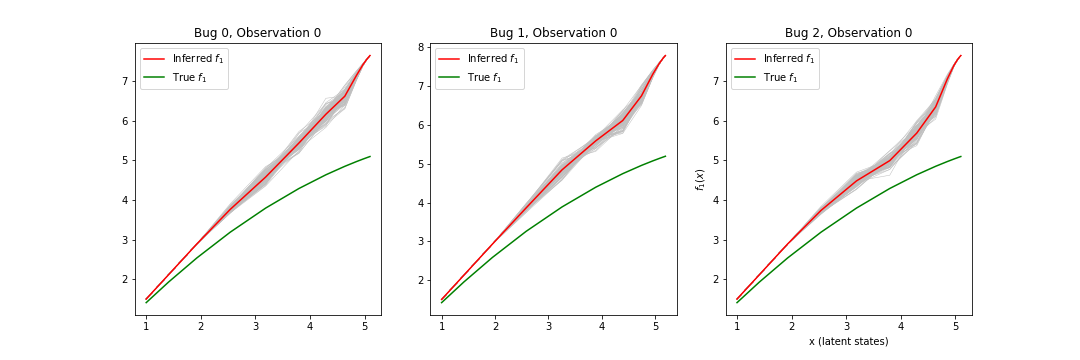 Bug 0, Observation 0
Inferred f₁
True f₁
7
6
5
4
3
2
1 2 3 4 5
Bug 1, Observation 0
Inferred f₁
True f₁
8
7
6
5
4
3
2
1 2 3 4 5
Bug 2, Observation 0
Inferred f₁
True f₁
f₁(x)
7
6
5
4
3
2
1 2 3 4 5
x (latent states)